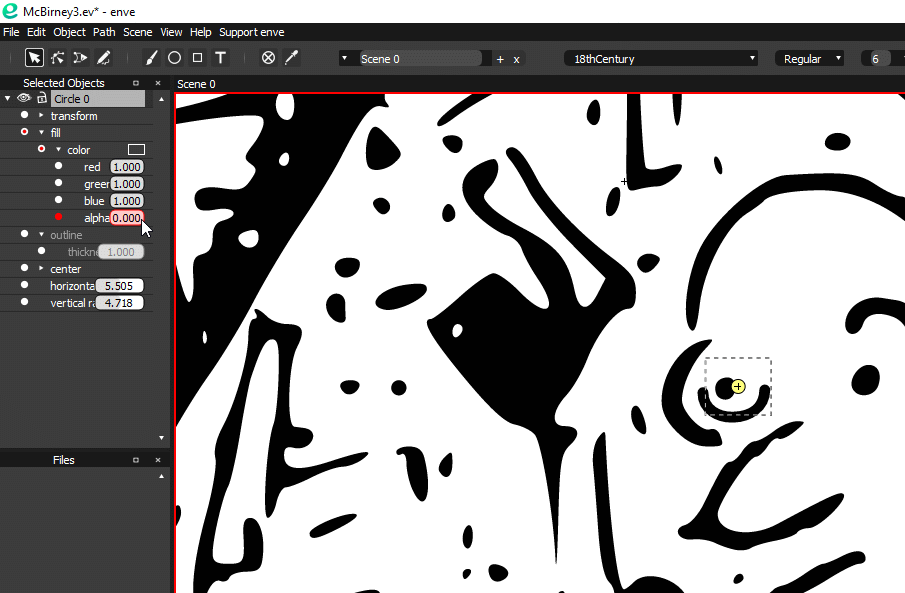 McBirney3.ev* - enve
File Edit Object Path Scene View Help Support enve
T Scene 0 + x 18thCentury Regular 6
Selected Objects x Scene 0
Circle 0
transform
fill
color
red 1.000
green 1.000
blue 1.000
alpha 0.000
outline
thickne 1.000
center
horizonta 5.505
vertical ra 4.718
Files x